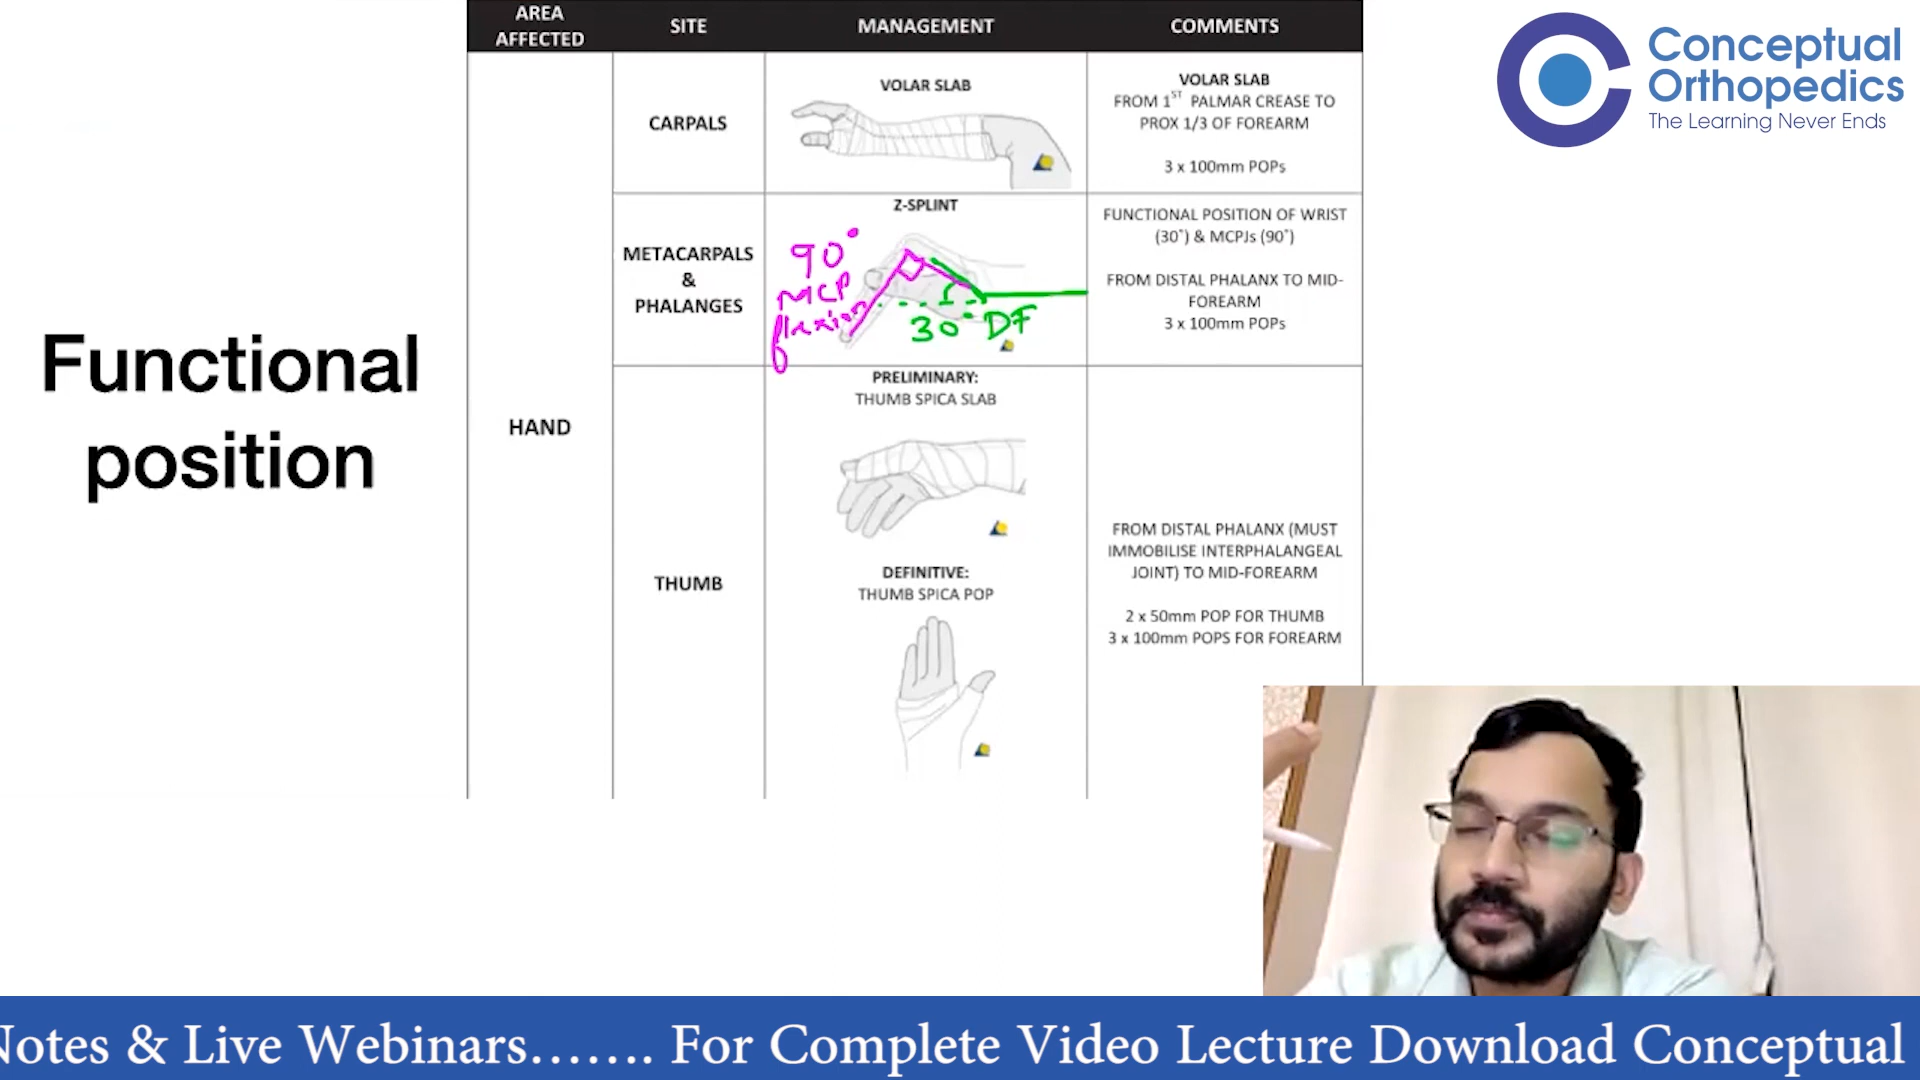 AREA
AFFECTED
SITE
MANAGEMENT
COMMENTS
Conceptual
Orthopedics
The Learning Never Ends
Functional
position
HAND
CARPALS
VOLAR SLAB
VOLAR SLAB
FROM 1ST PALMAR CREASE TO
PROX 1/3 OF FOREARM
3 x 100mm POPs
METACARPALS
&
PHALANGES
Z-SPLINT
90°
MCP
flexion
30° DF
FUNCTIONAL POSITION OF WRIST
(30˚) & MCPJs (90˚)
FROM DISTAL PHALANX TO MID-
FOREARM
3 x 100mm POPs
THUMB
PRELIMINARY:
THUMB SPICA SLAB
DEFINITIVE:
THUMB SPICA POP
FROM DISTAL PHALANX (MUST
IMMOBILISE INTERPHALANGEAL
JOINT) TO MID-FOREARM
2 x 50mm POP FOR THUMB
3 x 100mm POPS FOR FOREARM
Notes & Live Webinars....... For Complete Video Lecture Download Conceptual